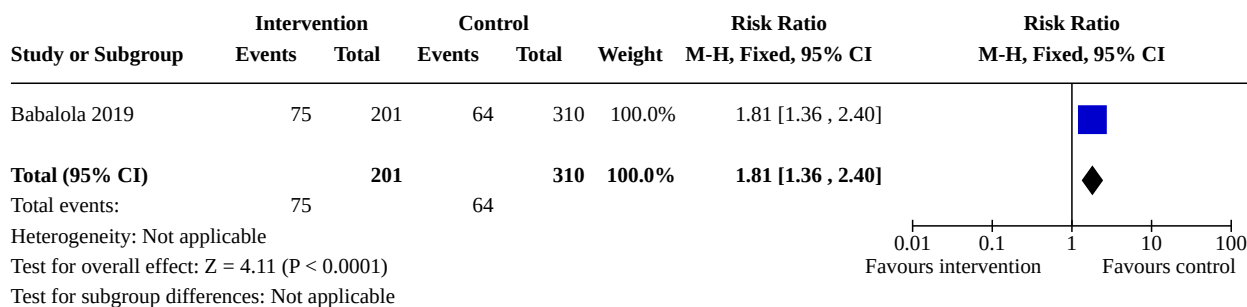 Intervention Control Risk Ratio Risk Ratio
Study or Subgroup Events Total Events Total Weight M-H, Fixed, 95% CI M-H, Fixed, 95% CI
Babalola 2019 75 201 64 310 100.0% 1.81 [1.36 , 2.40]
Total (95% CI) 201 310 100.0% 1.81 [1.36 , 2.40]
Total events: 75 64
Heterogeneity: Not applicable
0.01 0.1 1 10 100
Test for overall effect: Z = 4.11 (P < 0.0001)
Favours intervention Favours control
Test for subgroup differences: Not applicable